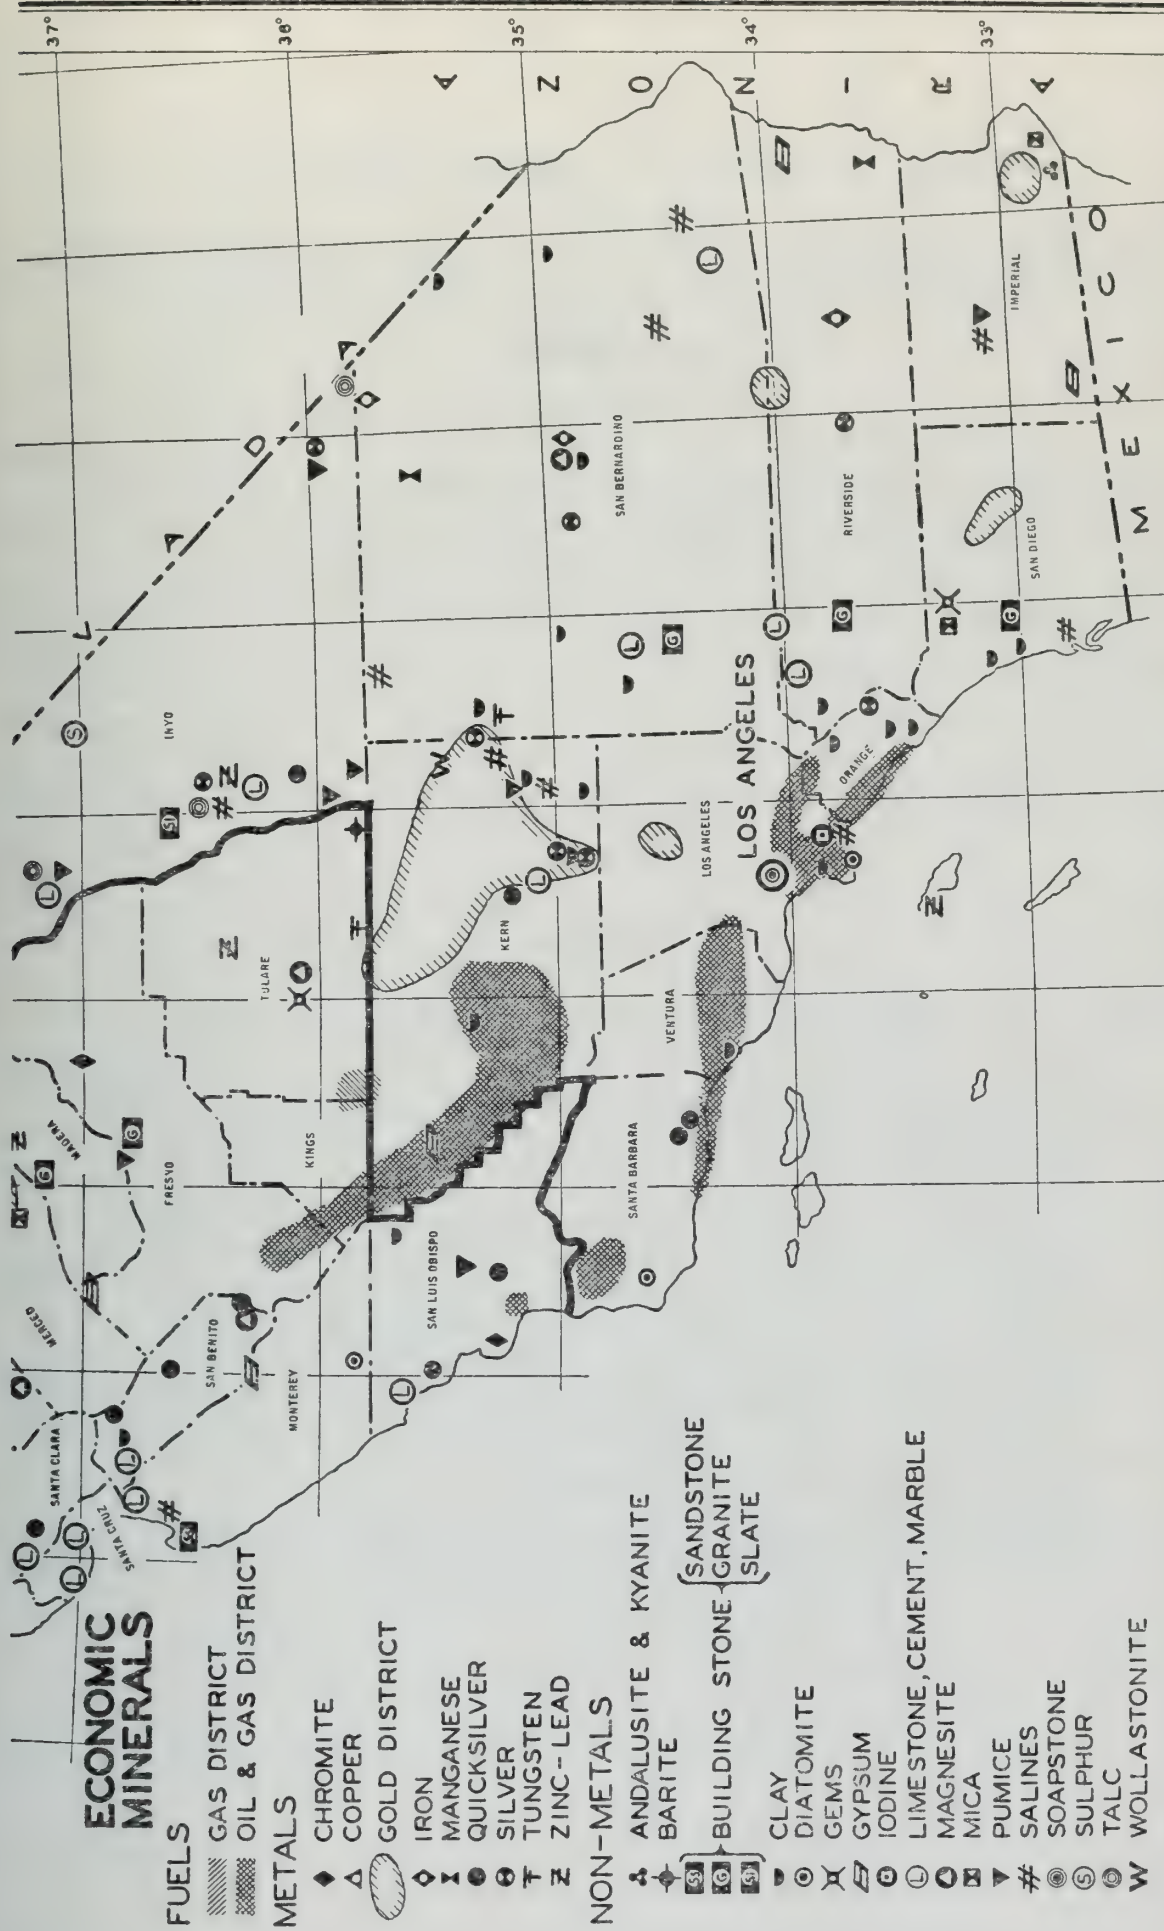 ECONOMIC
MINERALS
FUELS
GAS DISTRICT
OIL & GAS DISTRICT
METALS
CHROMITE
COPPER
GOLD DISTRICT
IRON
MANGANESE
QUICKSILVER
SILVER
TUNGSTEN
ZINC-LEAD
NON-METALS
ANDALUSITE & KYANITE
BARITE
SS
G
Sl
BUILDING STONE
SANDSTONE
GRANITE
SLATE
CLAY
DIATOMITE
GEMS
GYPSUM
IODINE
L LIMESTONE, CEMENT, MARBLE
MAGNESITE
MICA
PUMICE
# SALINES
SOAPSTONE
S SULPHUR
TALC
W WOLLASTONITE
37°
38°
35°
34°
33°
SANTA CLARA
SANTA CRUZ
MERCED
MADERA
FRESNO
SAN BENITO
MONTEREY
KINGS
TULARE
INYO
SAN LUIS OBISPO
KERN
SANTA BARBARA
VENTURA
LOS ANGELES
LOS ANGELES
ORANGE
SAN BERNARDINO
RIVERSIDE
SAN DIEGO
IMPERIAL
MEXICO